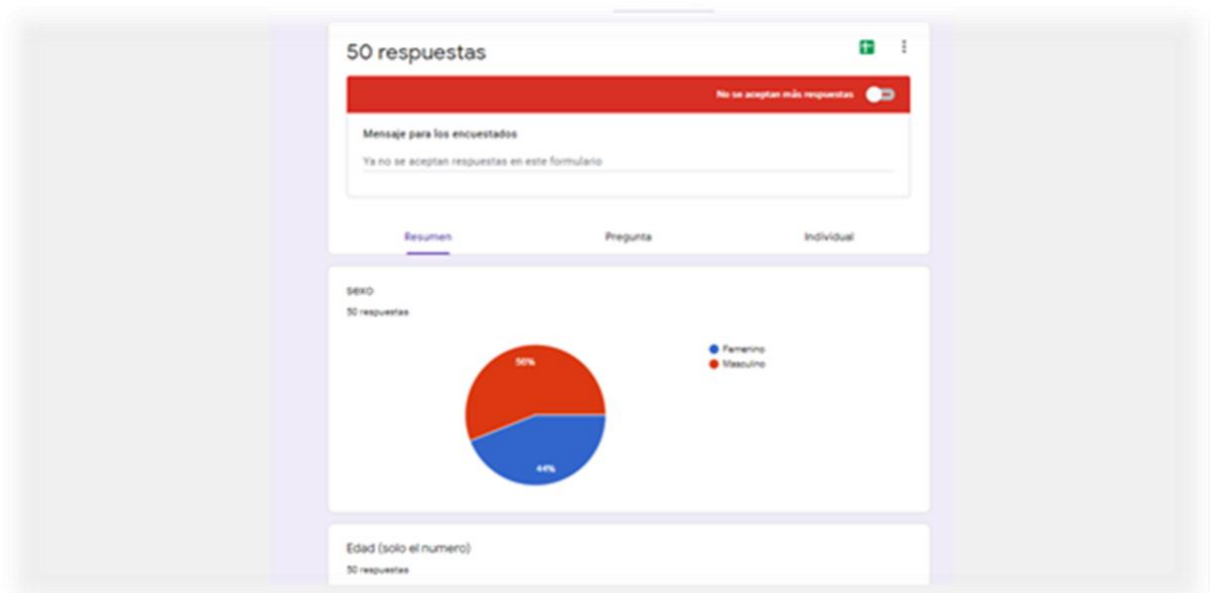 50 respuestas
No se aceptan más respuestas
Mensaje para los encuestados
Ya no se aceptan respuestas en este formulario
Resumen Pregunta Individual
sexo
50 respuestas
Femenino
Masculino
56%
44%
Edad (solo el numero)
50 respuestas